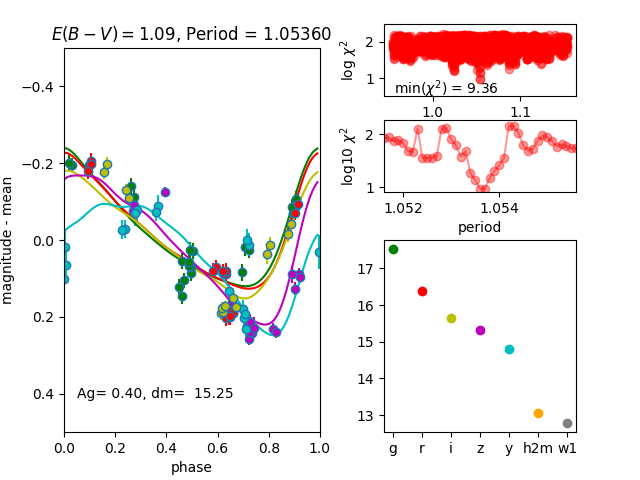 E(B − V) = 1.09, Period = 1.05360
magnitude - mean
−0.4
−0.2
0.0
0.2
0.4
Ag= 0.40, dm=  15.25
0.0 0.2 0.4 0.6 0.8 1.0
phase
log χ²
2
1
min(χ²) = 9.36
1.0 1.1
log10 χ²
2
1
1.052 1.054
period
17
16
15
14
13
g r i z y h2m w1